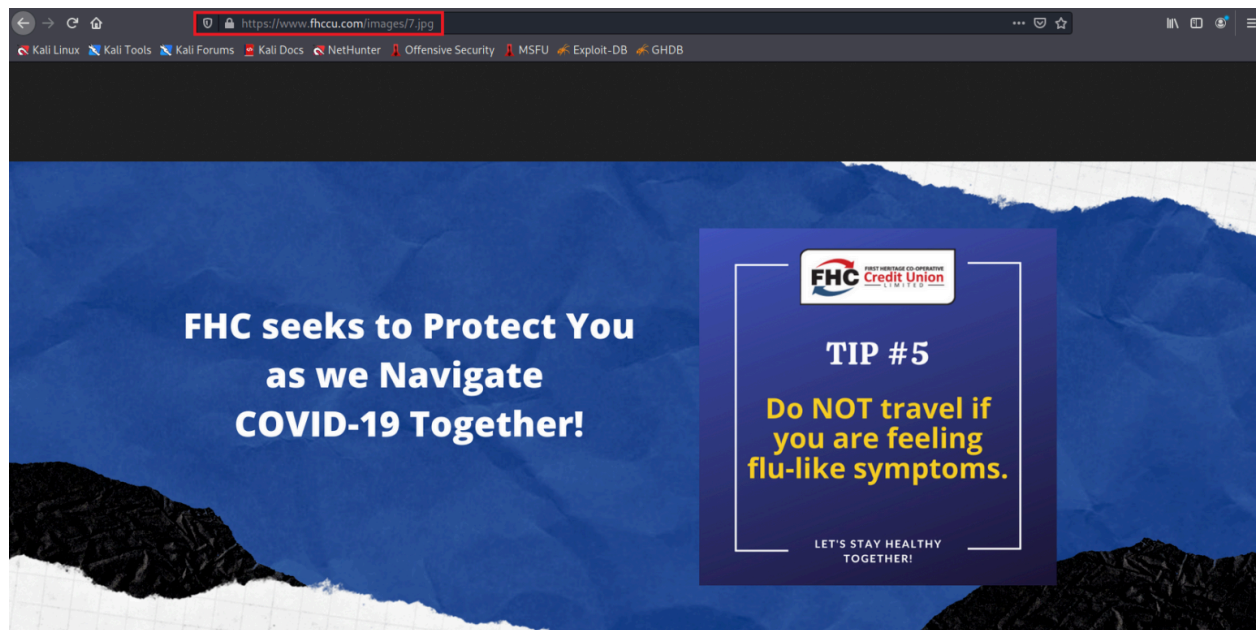 https://www.fhccu.com/images/7.jpg
Kali Linux Kali Tools Kali Forums Kali Docs NetHunter Offensive Security MSFU Exploit-DB GHDB
FHC seeks to Protect You
as we Navigate
COVID-19 Together!
FHC FIRST HERITAGE CO-OPERATIVE
Credit Union
LIMITED
TIP #5
Do NOT travel if
you are feeling
flu-like symptoms.
LET'S STAY HEALTHY
TOGETHER!